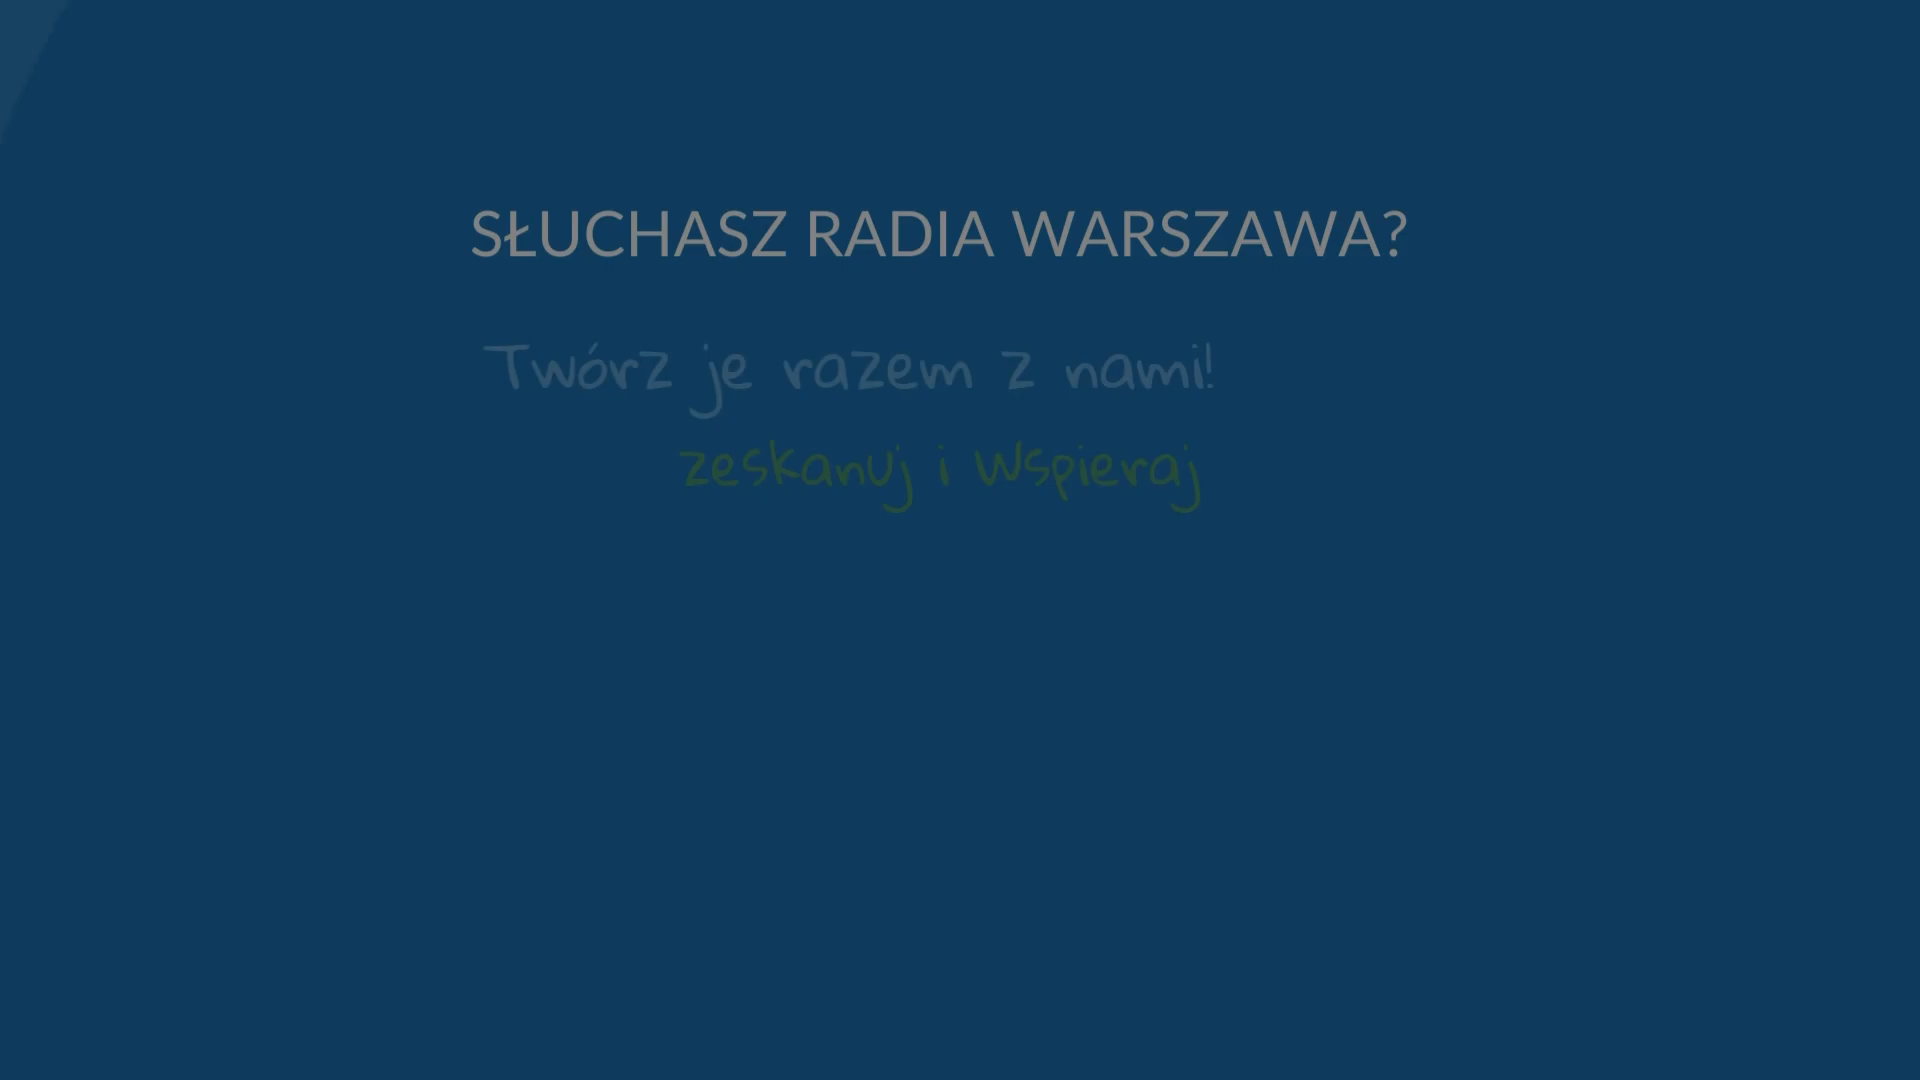 SŁUCHASZ RADIA WARSZAWA?
Twórz je razem z nami!
zeskanuj i wspieraj